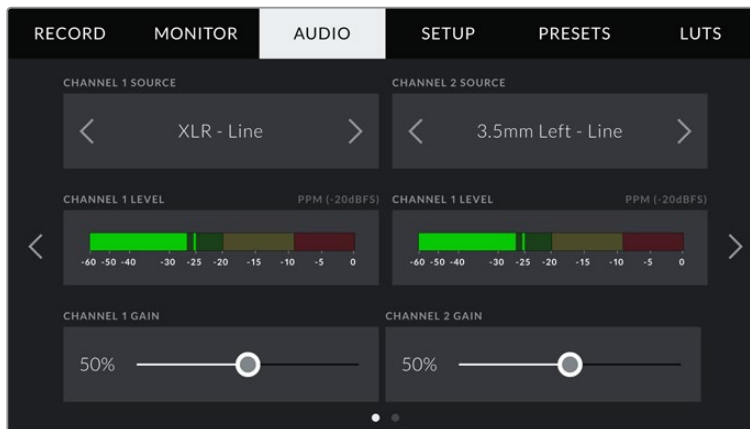 RECORD MONITOR AUDIO SETUP PRESETS LUTS
CHANNEL 1 SOURCE CHANNEL 2 SOURCE
XLR - Line 3.5mm Left - Line
CHANNEL 1 LEVEL PPM (-20dBFS) CHANNEL 1 LEVEL PPM (-20dBFS)
-60 -50 -40 -30 -25 -20 -15 -10 -5 0 -60 -50 -40 -30 -25 -20 -15 -10 -5 0
CHANNEL 1 GAIN CHANNEL 2 GAIN
50% 50%